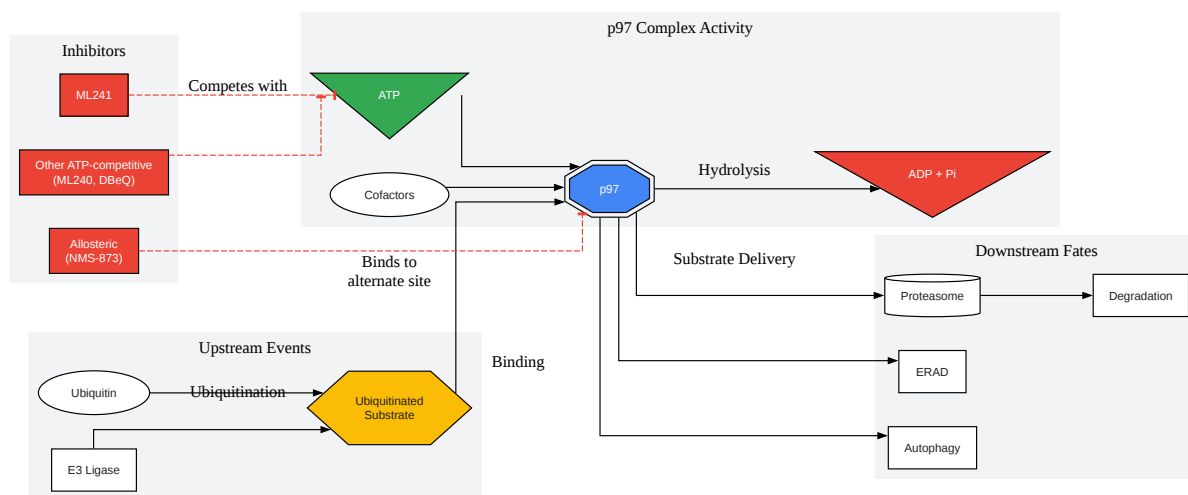 p97 Complex Activity
Inhibitors
ML241
Competes with
ATP
Other ATP-competitive
(ML240, DBeQ)
Cofactors
p97
Hydrolysis
ADP + Pi
Allosteric
(NMS-873)
Binds to
alternate site
Substrate Delivery
Downstream Fates
Proteasome
Degradation
Upstream Events
Binding
ERAD
Ubiquitin
Ubiquitination
Ubiquitinated
Substrate
Autophagy
E3 Ligase